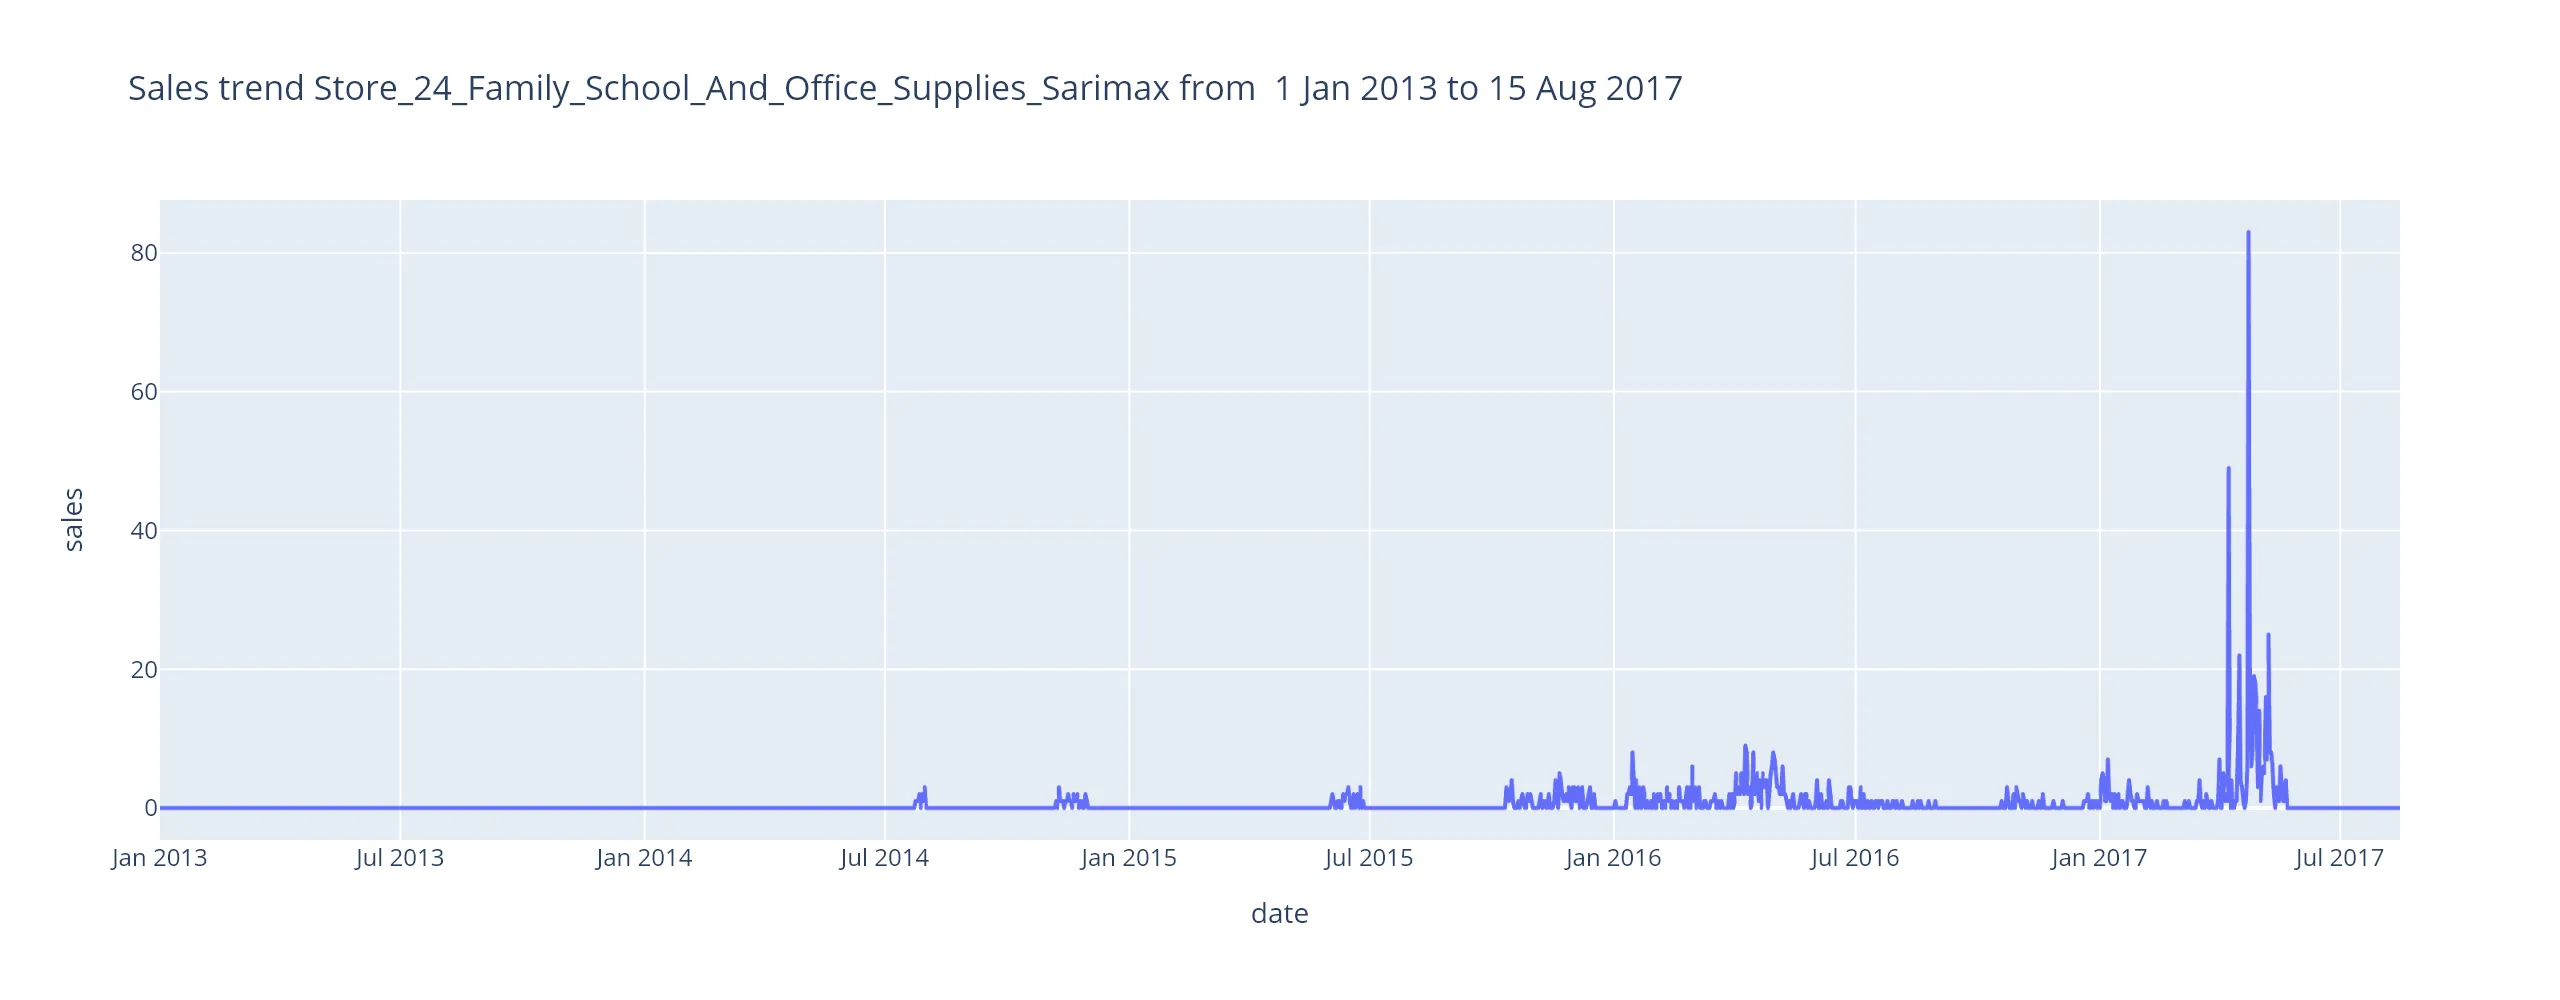 Sales trend Store_24_Family_School_And_Office_Supplies_Sarimax from  1 Jan 2013 to 15 Aug 2017
80
60
40
20
0
sales
Jan 2013 Jul 2013 Jan 2014 Jul 2014 Jan 2015 Jul 2015 Jan 2016 Jul 2016 Jan 2017 Jul 2017
date